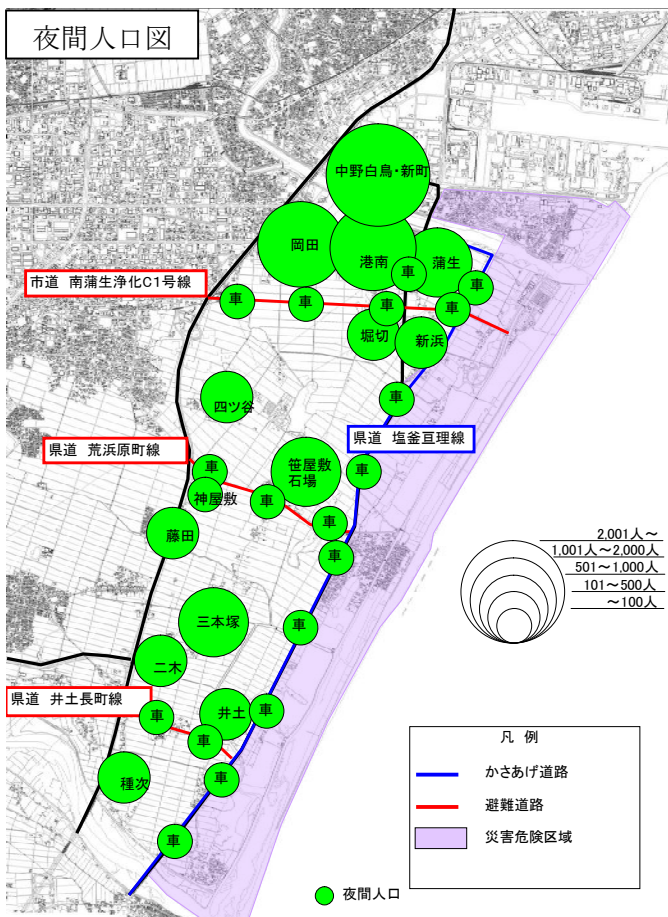 夜間人口図
中野白鳥・新町
岡田
港南
蒲生
車
車
市道 南蒲生浄化C1号線
車
車
車
車
堀切
新浜
車
四ツ谷
県道 塩釜亘理線
県道 荒浜原町線
車
笹屋敷
石場
車
神屋敷
車
車
藤田
車
2,001人～
1,001人～2,000人
501～1,000人
101～500人
～100人
三本塚
車
二木
県道 井土長町線
車
井土
車
車
種次
車
車
凡 例
かさあげ道路
避難道路
災害危険区域
夜間人口